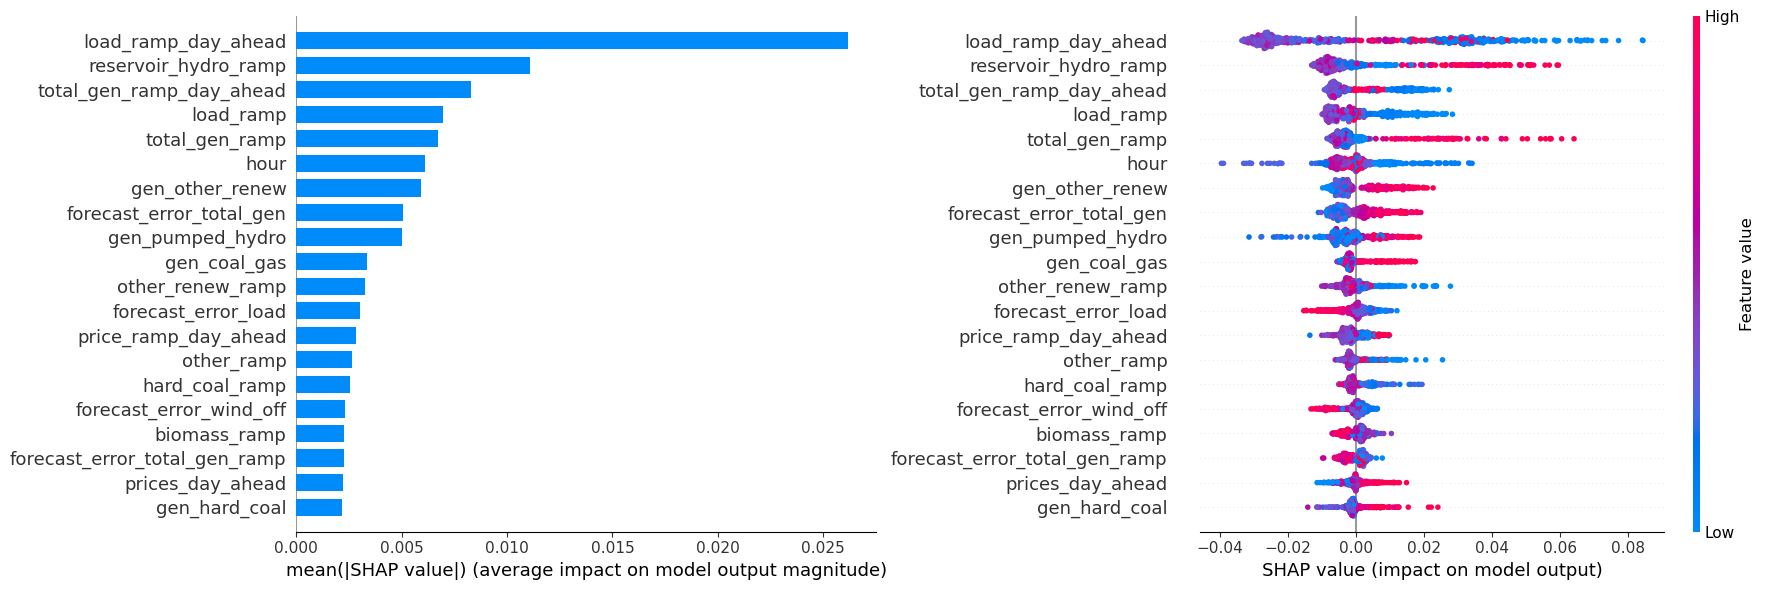 load_ramp_day_ahead
reservoir_hydro_ramp
total_gen_ramp_day_ahead
load_ramp
total_gen_ramp
hour
gen_other_renew
forecast_error_total_gen
gen_pumped_hydro
gen_coal_gas
other_renew_ramp
forecast_error_load
price_ramp_day_ahead
other_ramp
hard_coal_ramp
forecast_error_wind_off
biomass_ramp
forecast_error_total_gen_ramp
prices_day_ahead
gen_hard_coal
0.000 0.005 0.010 0.015 0.020 0.025
mean(|SHAP value|) (average impact on model output magnitude)
load_ramp_day_ahead
reservoir_hydro_ramp
total_gen_ramp_day_ahead
load_ramp
total_gen_ramp
hour
gen_other_renew
forecast_error_total_gen
gen_pumped_hydro
gen_coal_gas
other_renew_ramp
forecast_error_load
price_ramp_day_ahead
other_ramp
hard_coal_ramp
forecast_error_wind_off
biomass_ramp
forecast_error_total_gen_ramp
prices_day_ahead
gen_hard_coal
−0.04 −0.02 0.00 0.02 0.04 0.06 0.08
SHAP value (impact on model output)
High
Feature value
Low